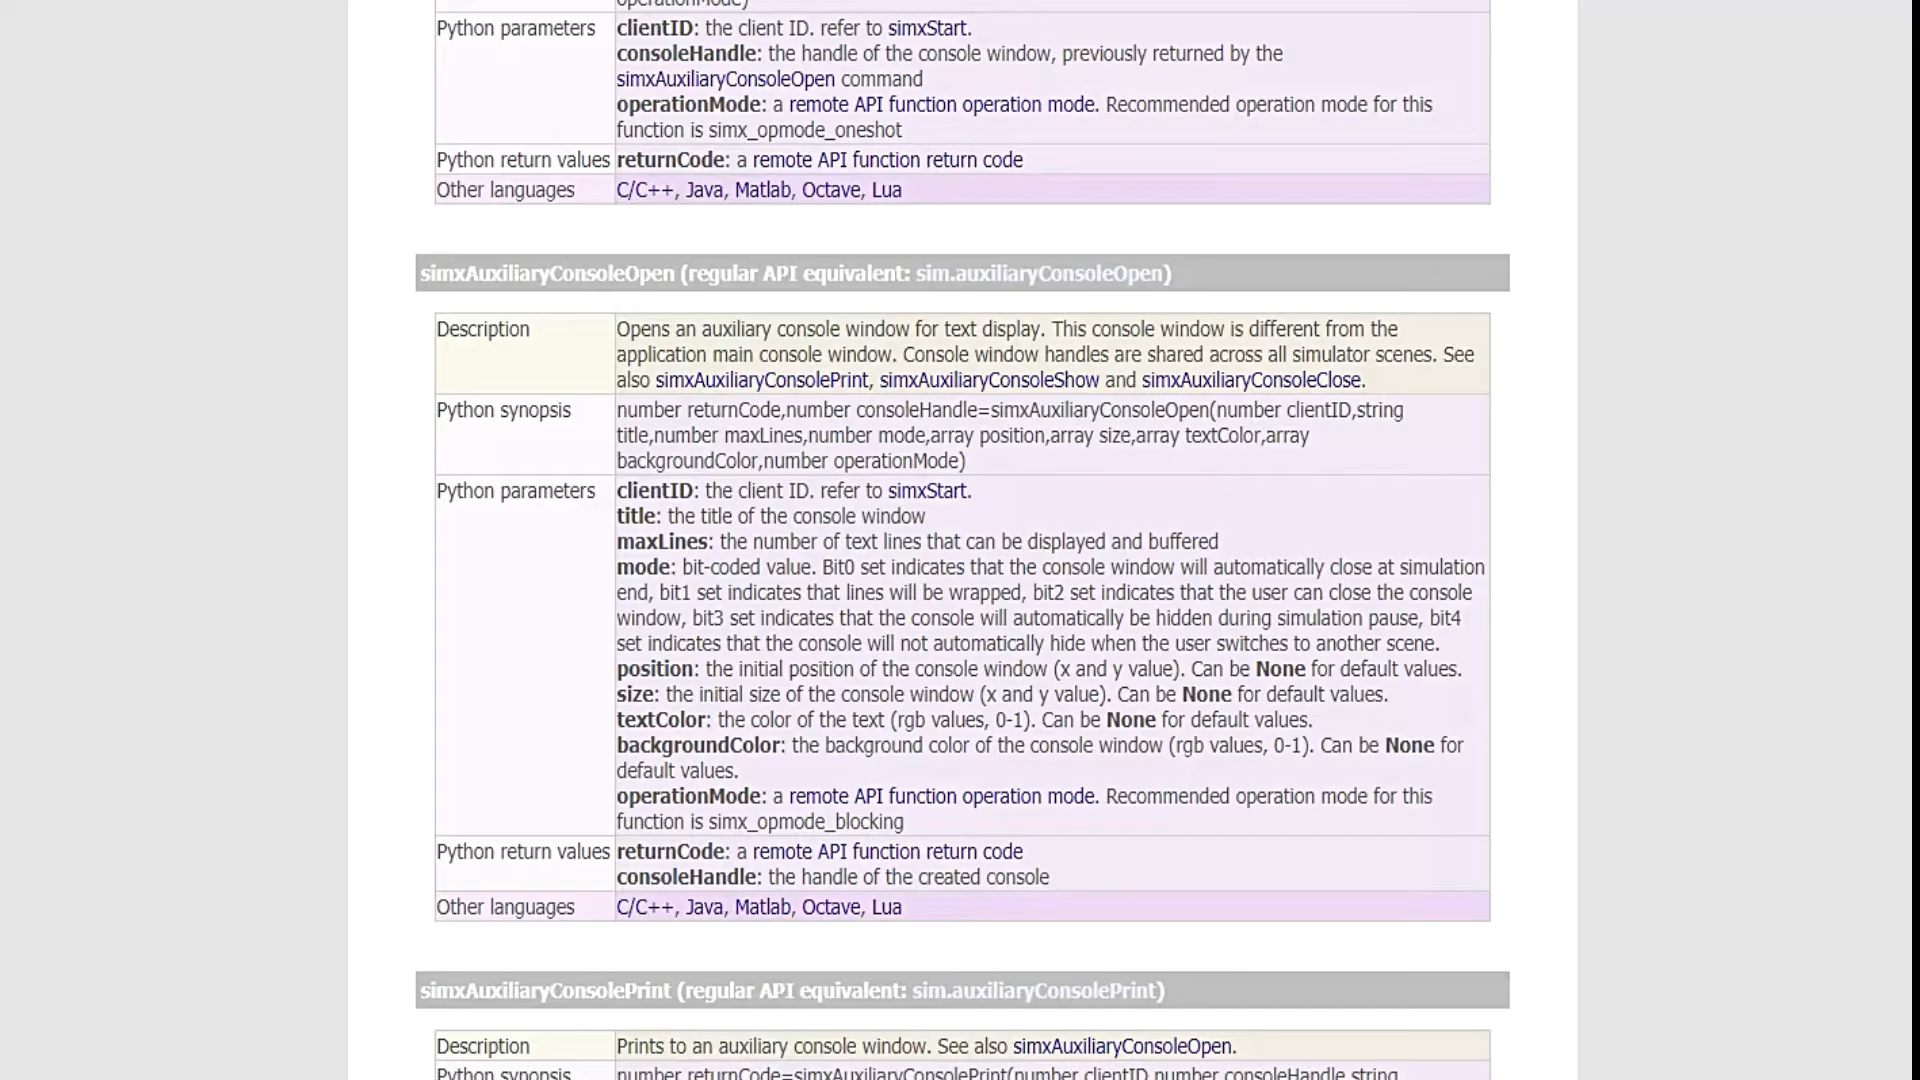 operationMode)
Python parameters
clientID: the client ID. refer to simxStart.
consoleHandle: the handle of the console window, previously returned by the
simxAuxiliaryConsoleOpen command
operationMode: a remote API function operation mode. Recommended operation mode for this
function is simx_opmode_oneshot
Python return values
returnCode: a remote API function return code
Other languages
C/C++, Java, Matlab, Octave, Lua
simxAuxiliaryConsoleOpen (regular API equivalent: sim.auxiliaryConsoleOpen)
Description
Opens an auxiliary console window for text display. This console window is different from the
application main console window. Console window handles are shared across all simulator scenes. See
also simxAuxiliaryConsolePrint, simxAuxiliaryConsoleShow and simxAuxiliaryConsoleClose.
Python synopsis
number returnCode,number consoleHandle=simxAuxiliaryConsoleOpen(number clientID,string
title,number maxLines,number mode,array position,array size,array textColor,array
backgroundColor,number operationMode)
Python parameters
clientID: the client ID. refer to simxStart.
title: the title of the console window
maxLines: the number of text lines that can be displayed and buffered
mode: bit-coded value. Bit0 set indicates that the console window will automatically close at simulation
end, bit1 set indicates that lines will be wrapped, bit2 set indicates that the user can close the console
window, bit3 set indicates that the console will automatically be hidden during simulation pause, bit4
set indicates that the console will not automatically hide when the user switches to another scene.
position: the initial position of the console window (x and y value). Can be None for default values.
size: the initial size of the console window (x and y value). Can be None for default values.
textColor: the color of the text (rgb values, 0-1). Can be None for default values.
backgroundColor: the background color of the console window (rgb values, 0-1). Can be None for
default values.
operationMode: a remote API function operation mode. Recommended operation mode for this
function is simx_opmode_blocking
Python return values
returnCode: a remote API function return code
consoleHandle: the handle of the created console
Other languages
C/C++, Java, Matlab, Octave, Lua
simxAuxiliaryConsolePrint (regular API equivalent: sim.auxiliaryConsolePrint)
Description
Prints to an auxiliary console window. See also simxAuxiliaryConsoleOpen.
Python synopsis
number returnCode=simxAuxiliaryConsolePrint(number clientID,number consoleHandle,string